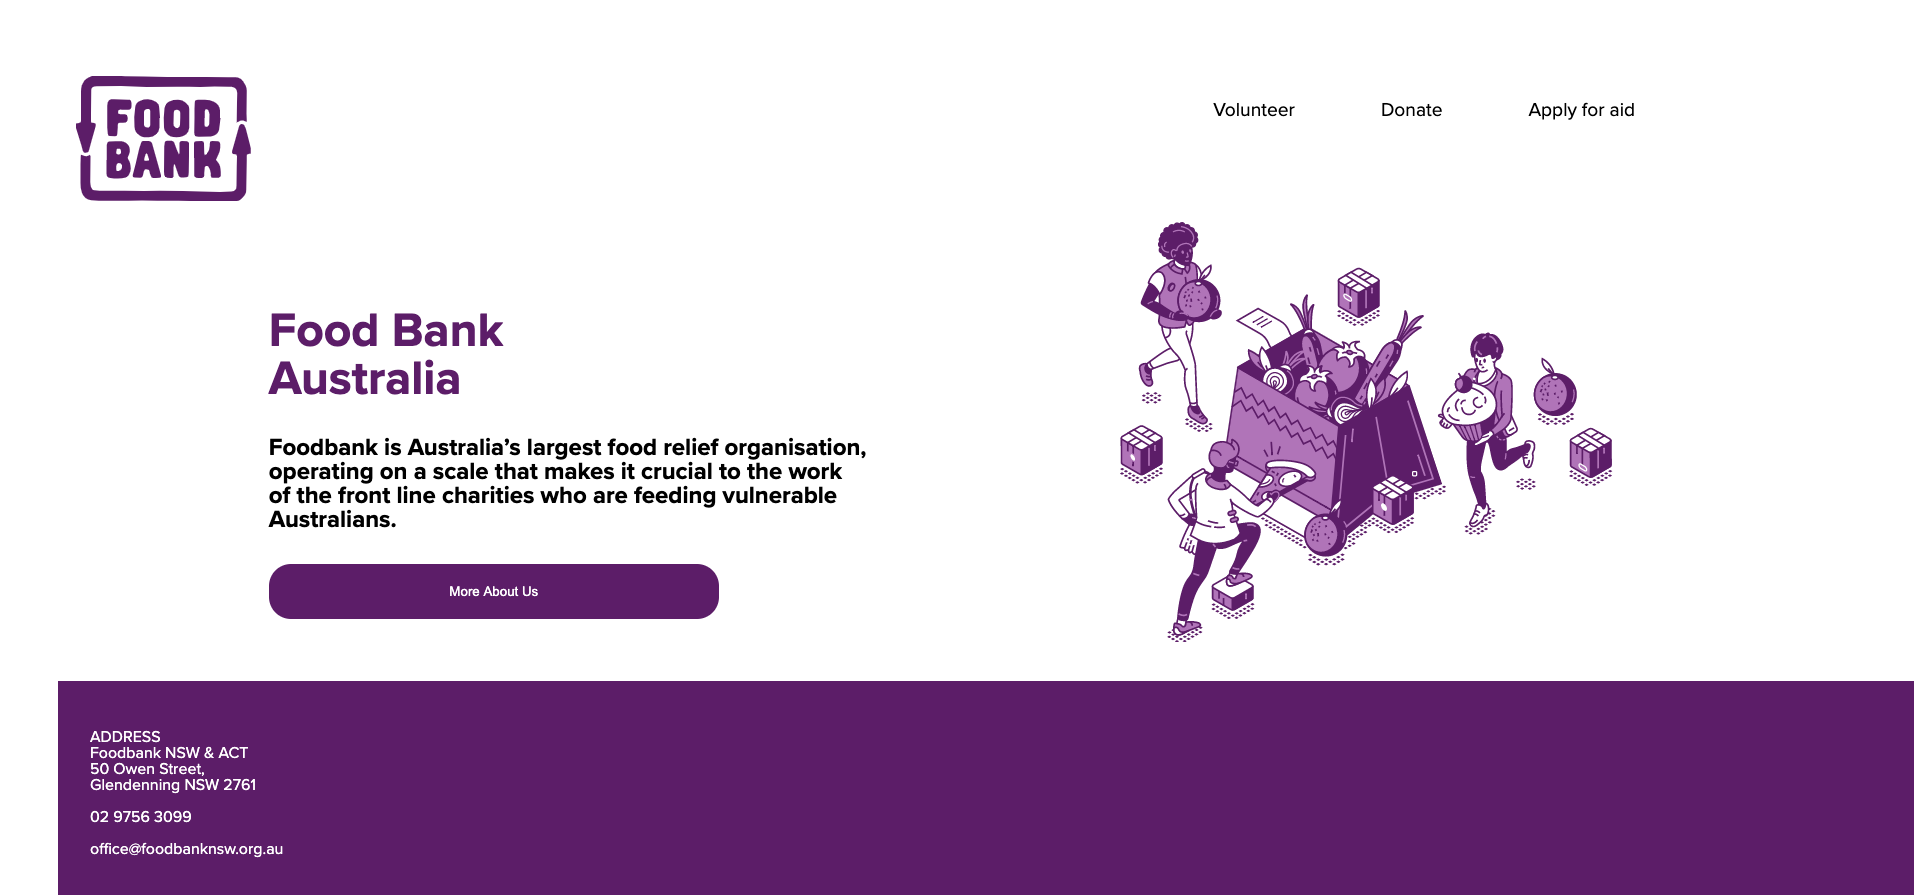 FOOD
BANK
Volunteer
Donate
Apply for aid
Food Bank
Australia
Foodbank is Australia’s largest food relief organisation,
operating on a scale that makes it crucial to the work
of the front line charities who are feeding vulnerable
Australians.
More About Us
ADDRESS
Foodbank NSW & ACT
50 Owen Street,
Glendenning NSW 2761
02 9756 3099
office@foodbanknsw.org.au